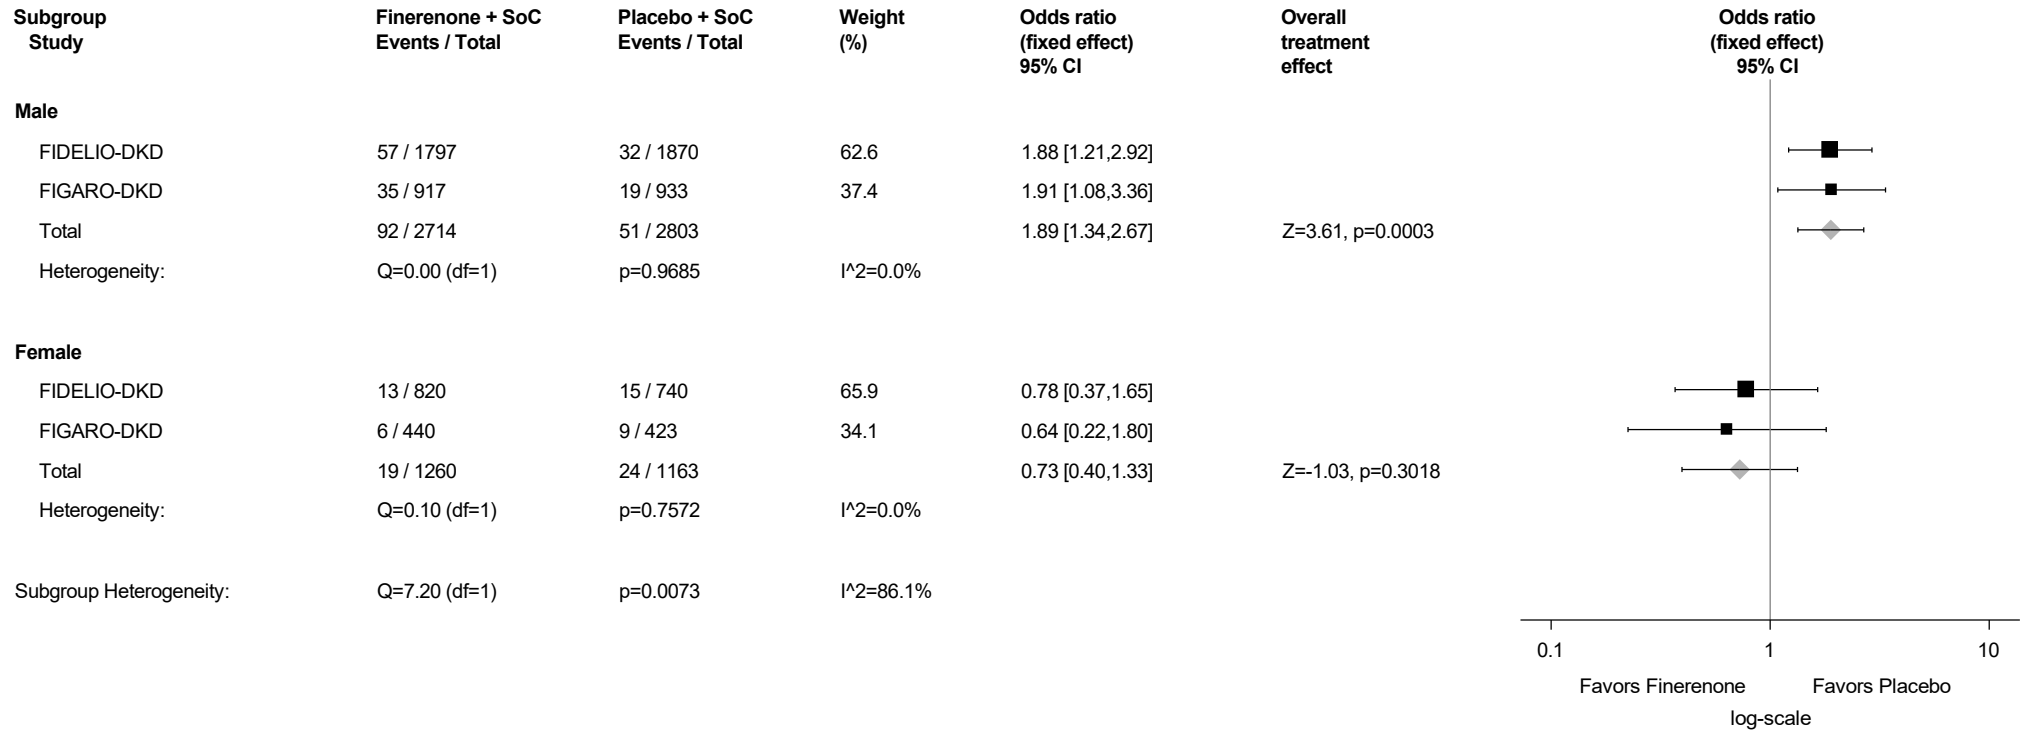 Subgroup Finerenone + SoC Placebo + SoC Weight Odds ratio Overall Odds ratio
Study Events / Total Events / Total (%) (fixed effect) treatment (fixed effect)
95% CI effect 95% CI
Male
FIDELIO-DKD 57 / 1797 32 / 1870 62.6 1.88 [1.21,2.92]
FIGARO-DKD 35 / 917 19 / 933 37.4 1.91 [1.08,3.36]
Total 92 / 2714 51 / 2803 1.89 [1.34,2.67] Z=3.61, p=0.0003
Heterogeneity: Q=0.00 (df=1) p=0.9685 I^2=0.0%
Female
FIDELIO-DKD 13 / 820 15 / 740 65.9 0.78 [0.37,1.65]
FIGARO-DKD 6 / 440 9 / 423 34.1 0.64 [0.22,1.80]
Total 19 / 1260 24 / 1163 0.73 [0.40,1.33] Z=-1.03, p=0.3018
Heterogeneity: Q=0.10 (df=1) p=0.7572 I^2=0.0%
Subgroup Heterogeneity: Q=7.20 (df=1) p=0.0073 I^2=86.1%
0.1 1 10
Favors Finerenone Favors Placebo
log-scale